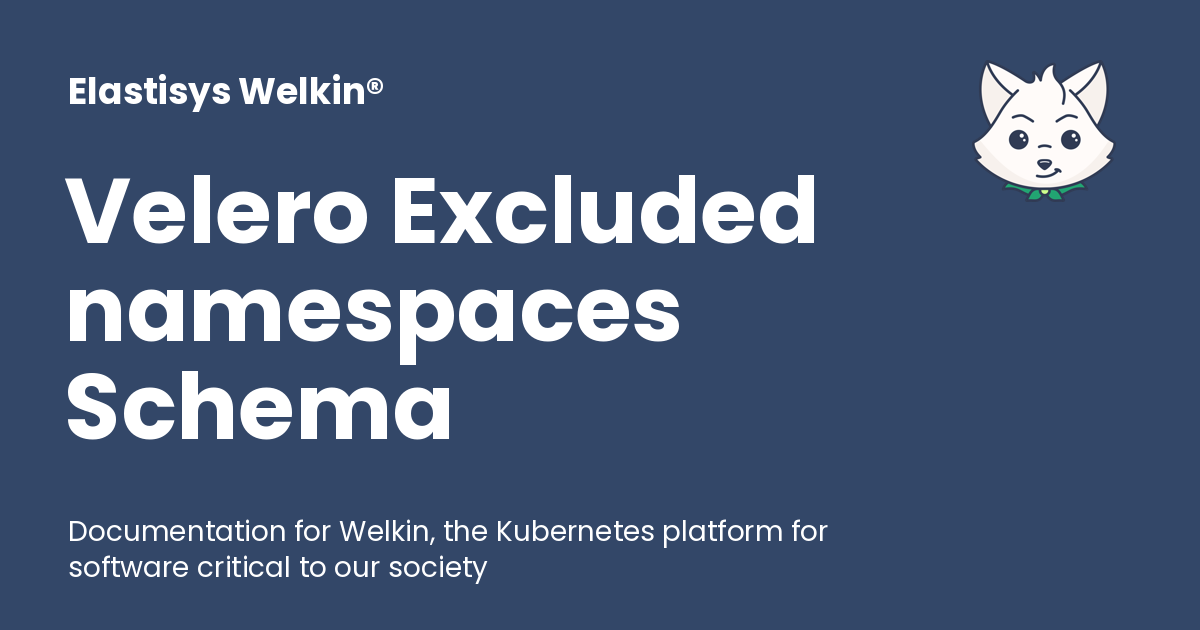 Elastisys Welkin®
Velero Excluded
namespaces
Schema
Documentation for Welkin, the Kubernetes platform for
software critical to our society